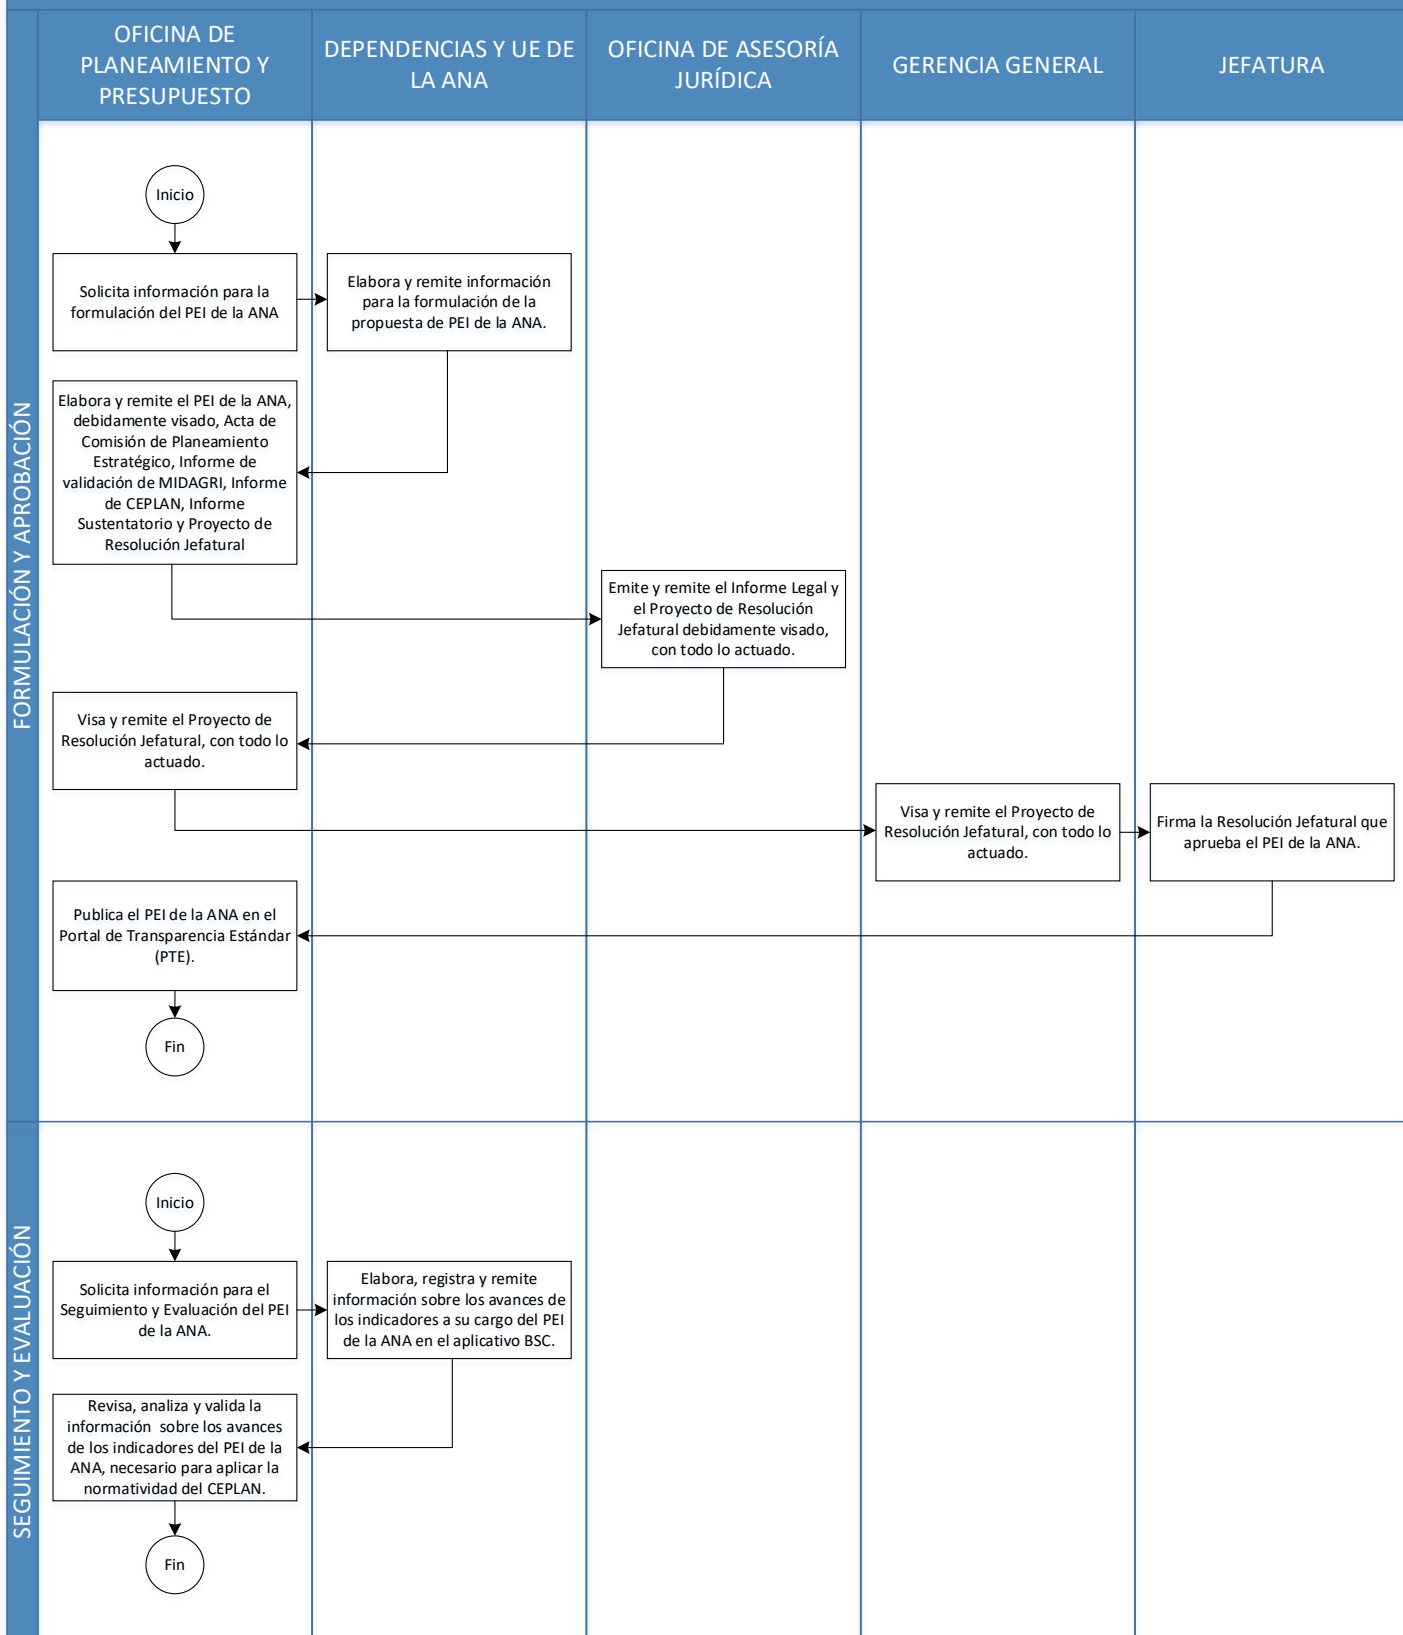 OFICINA DE
PLANEAMIENTO Y
PRESUPUESTO
DEPENDENCIAS Y UE DE
LA ANA
OFICINA DE ASESORÍA
JURÍDICA
GERENCIA GENERAL
JEFATURA
FORMULACIÓN Y APROBACIÓN
Inicio
Solicita información para la
formulación del PEI de la ANA
Elabora y remite información
para la formulación de la
propuesta de PEI de la ANA.
Elabora y remite el PEI de la ANA,
debidamente visado, Acta de
Comisión de Planeamiento
Estratégico, Informe de
validación de MIDAGRI, Informe
de CEPLAN, Informe
Sustentatorio y Proyecto de
Resolución Jefatural
Emite y remite el Informe Legal y
el Proyecto de Resolución
Jefatural debidamente visado,
con todo lo actuado.
Visa y remite el Proyecto de
Resolución Jefatural, con todo lo
actuado.
Visa y remite el Proyecto de
Resolución Jefatural, con todo lo
actuado.
Firma la Resolución Jefatural que
aprueba el PEI de la ANA.
Publica el PEI de la ANA en el
Portal de Transparencia Estándar
(PTE).
Fin
SEGUIMIENTO Y EVALUACIÓN
Inicio
Solicita información para el
Seguimiento y Evaluación del PEI
de la ANA.
Elabora, registra y remite
información sobre los avances de
los indicadores a su cargo del PEI
de la ANA en el aplicativo BSC.
Revisa, analiza y valida la
información sobre los avances
de los indicadores del PEI de la
ANA, necesario para aplicar la
normatividad del CEPLAN.
Fin